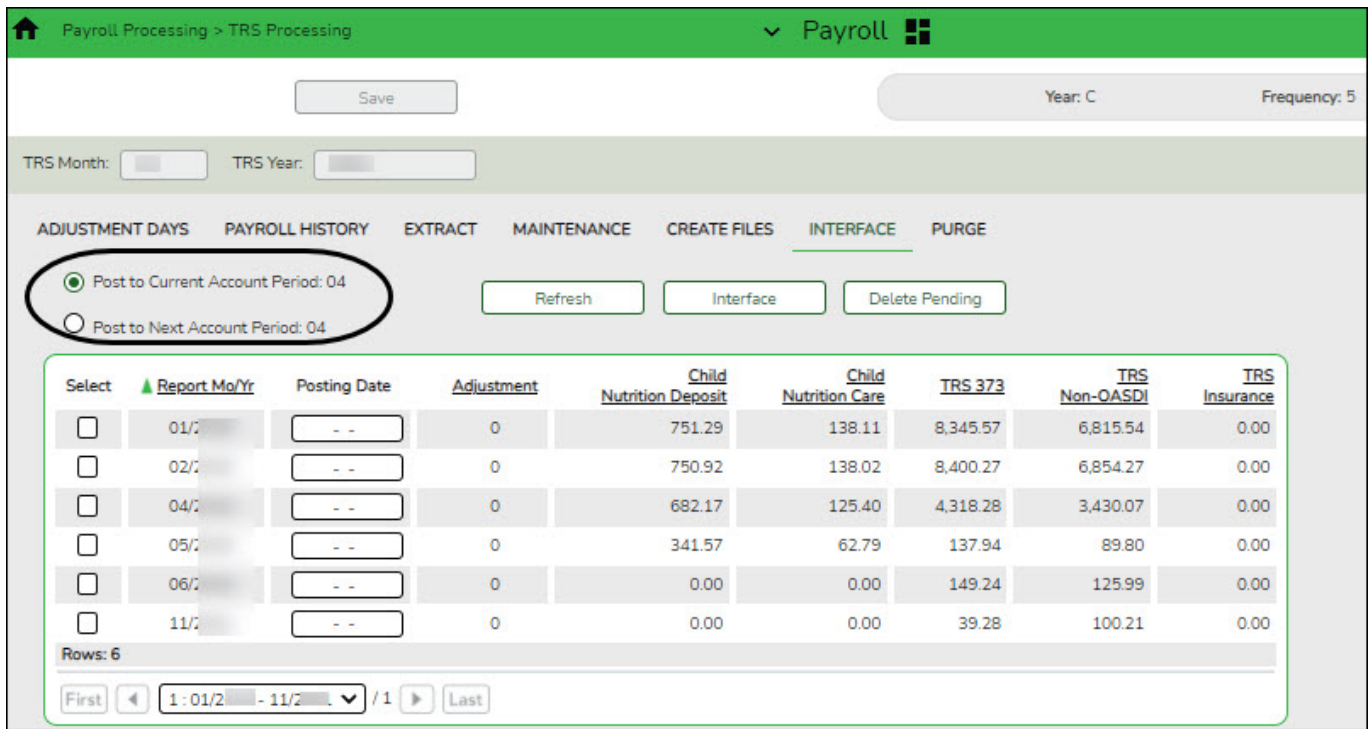 Payroll Processing > TRS Processing
Payroll
Save
Year: C
Frequency: 5
TRS Month:
TRS Year:
ADJUSTMENT DAYS PAYROLL HISTORY EXTRACT MAINTENANCE CREATE FILES INTERFACE PURGE
Post to Current Account Period: 04
Post to Next Account Period: 04
Refresh Interface Delete Pending
Select Report Mo/Yr Posting Date Adjustment Child Nutrition Deposit Child Nutrition Care TRS 373 TRS Non-OASDI TRS Insurance
01/2 - - 0 751.29 138.11 8,345.57 6,815.54 0.00
02/2 - - 0 750.92 138.02 8,400.27 6,854.27 0.00
04/2 - - 0 682.17 125.40 4,318.28 3,430.07 0.00
05/2 - - 0 341.57 62.79 137.94 89.80 0.00
06/2 - - 0 0.00 0.00 149.24 125.99 0.00
11/2 - - 0 0.00 0.00 39.28 100.21 0.00
Rows: 6
First 1 : 01/2 - 11/2 / 1 Last